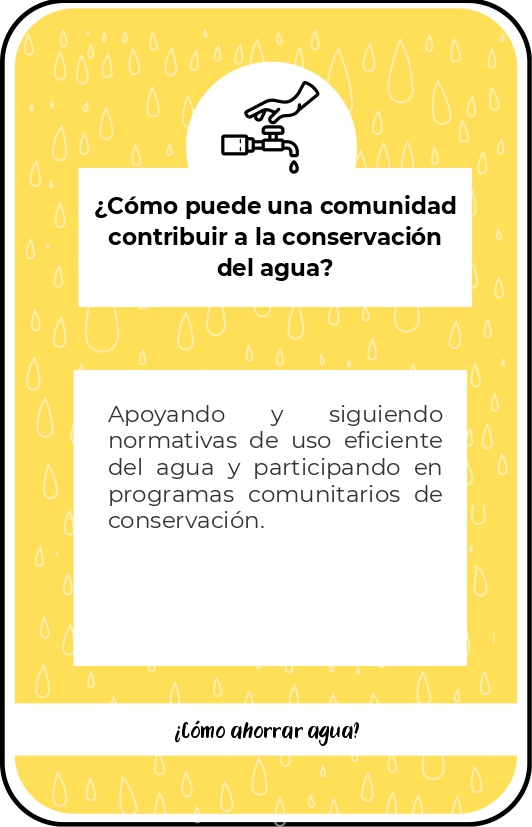 ¿Cómo puede una comunidad
contribuir a la conservación
del agua?
Apoyando y siguiendo
normativas de uso eficiente
del agua y participando en
programas comunitarios de
conservación.
¿Cómo ahorrar agua?